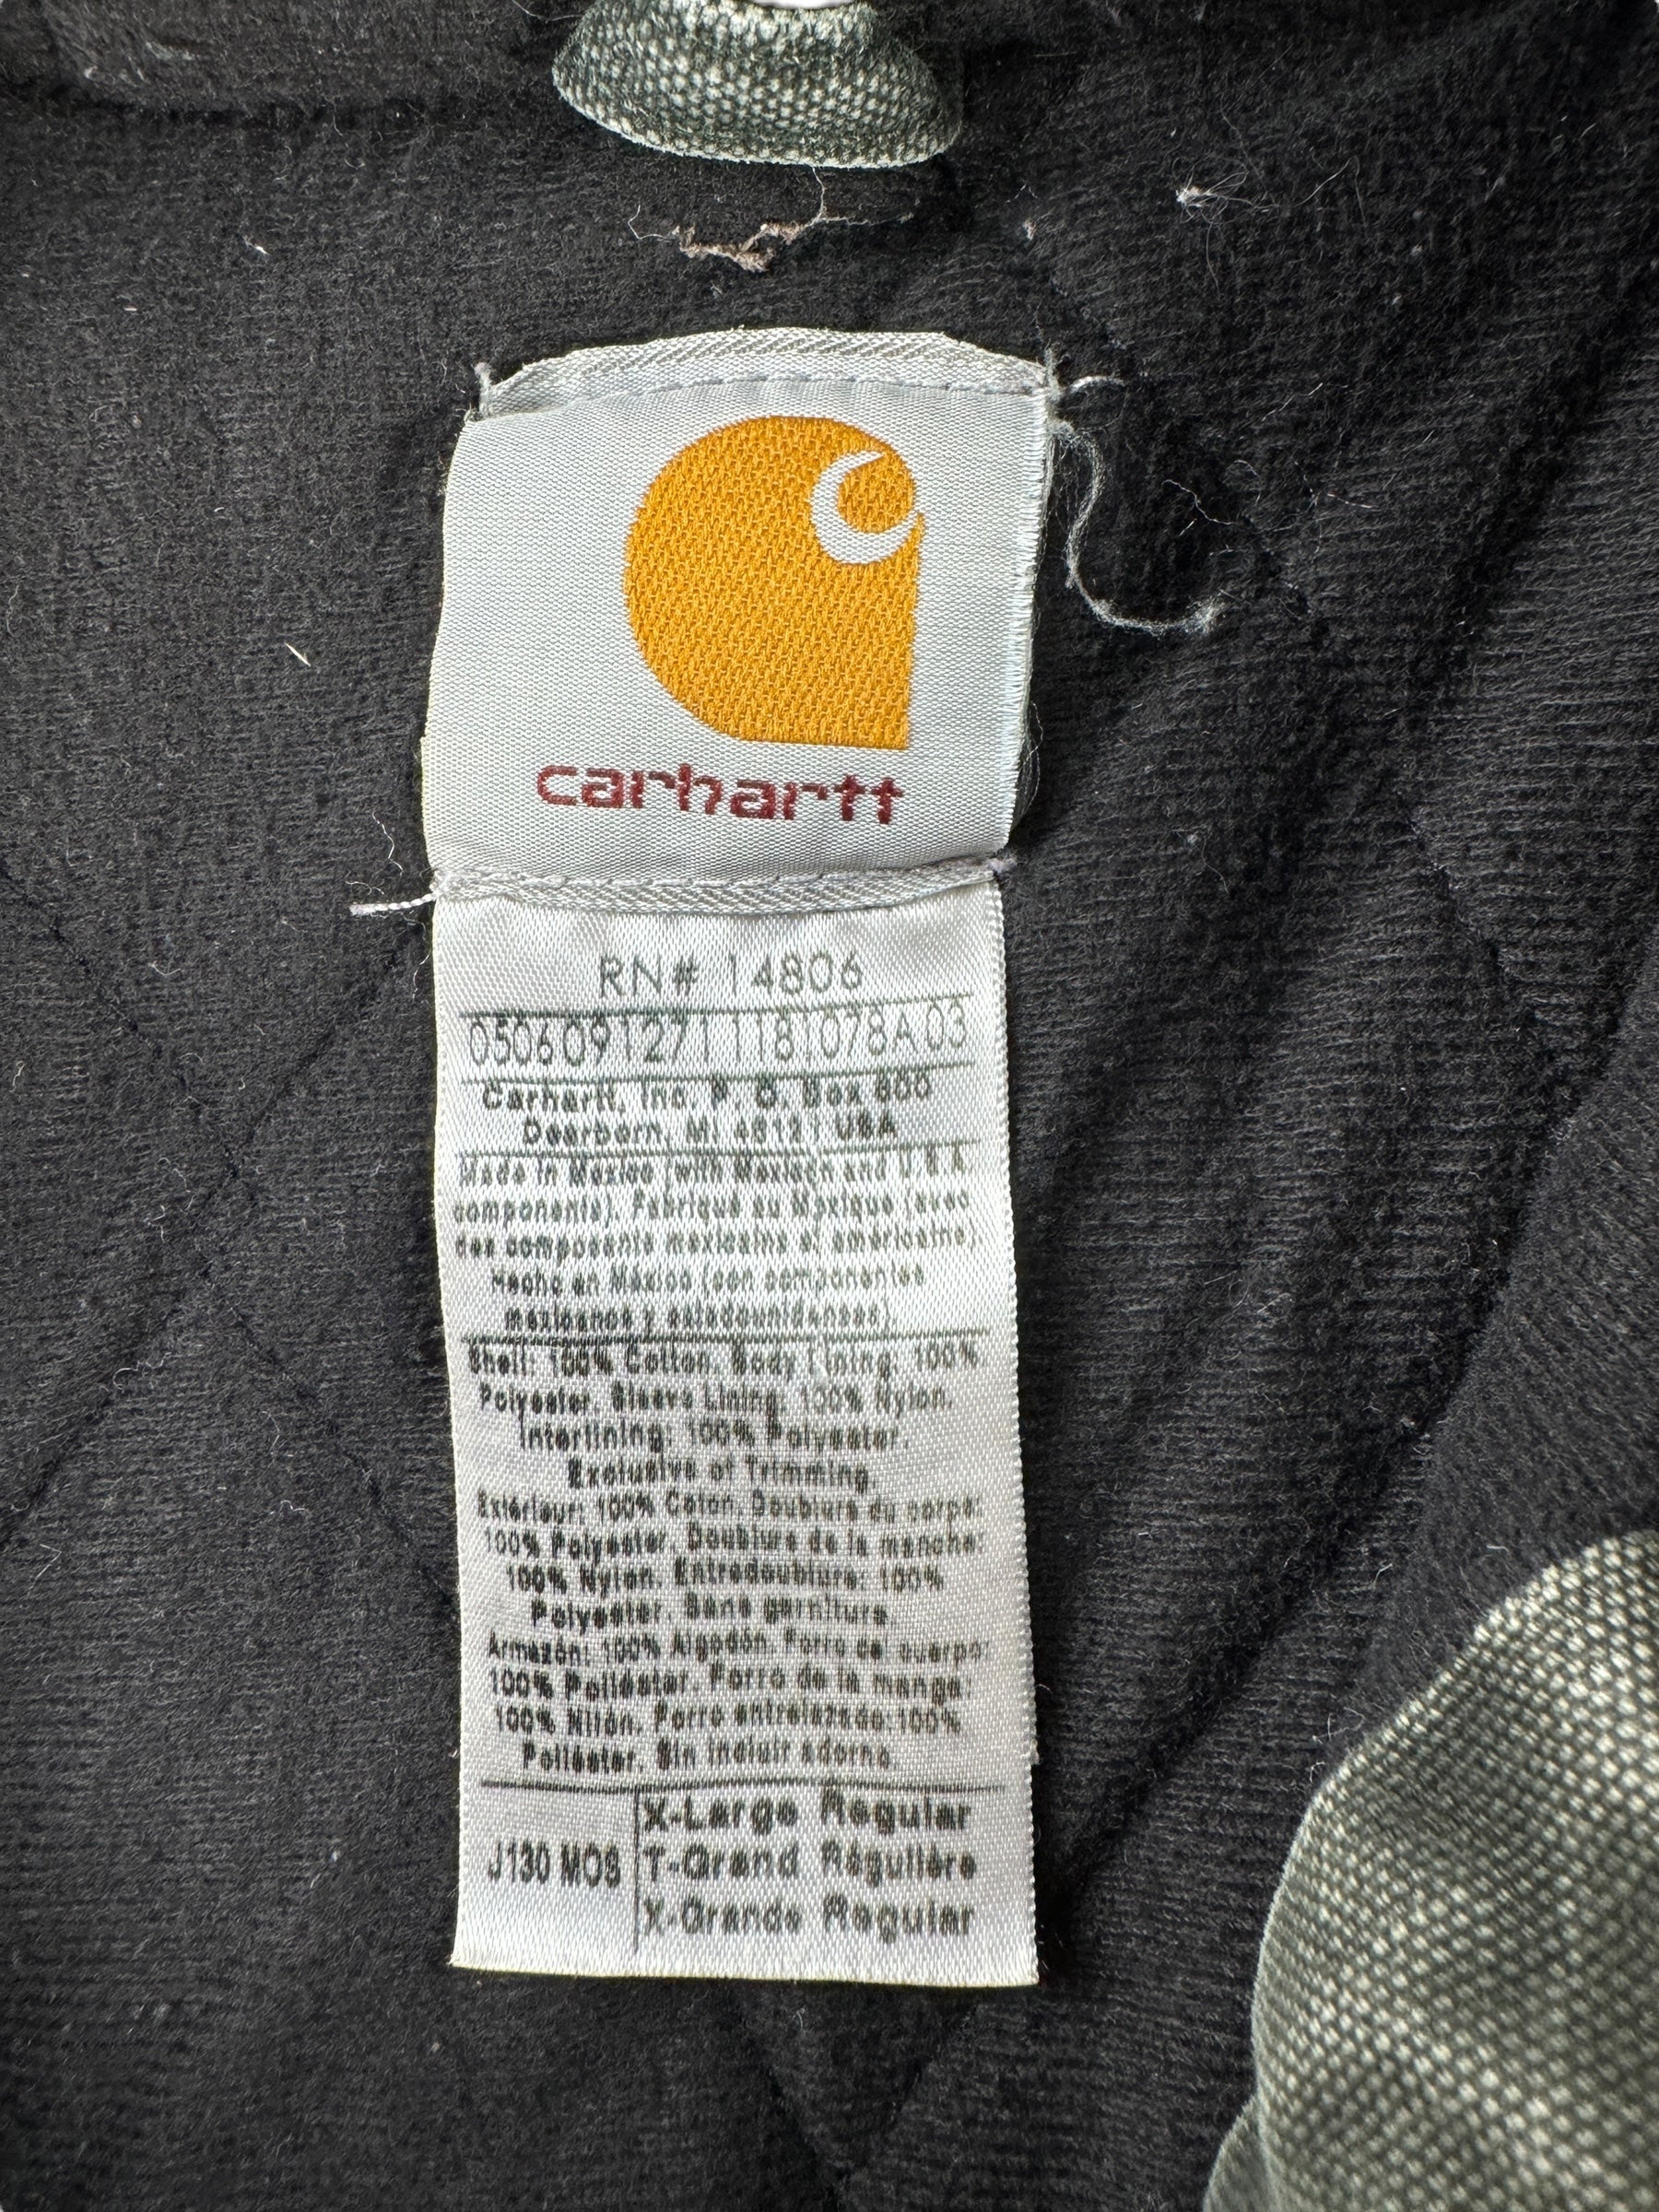 carhartt
RN# 14806
05060912711181078A03
Carhartt, Inc. P. O. Box 600
Dearborn, MI 48121 USA
Made in Mexico (with Mexican and U.S.A.
components). Fabriqué au Mexique (avec
des composants mexicains et américains).
Hecho en México (con componentes
mexicanos y estadounidenses).
Shell: 100% Cotton. Body Lining: 100%
Polyester. Sleeve Lining: 100% Nylon.
Interlining: 100% Polyester.
Exclusive of Trimming.
Extérieur: 100% Coton. Doublure du corps:
100% Polyester. Doublure de la manche:
100% Nylon. Entredoublure: 100%
Polyester. Sans garniture.
Armazón: 100% Algodón. Forro de cuerpo:
100% Poliéster. Forro de la manga:
100% Nilón. Forro entrelazado:100%
Poliéster. Sin incluir adorno.
J130 MOS
X-Large Regular
T-Grand Régulière
X-Grande Regular